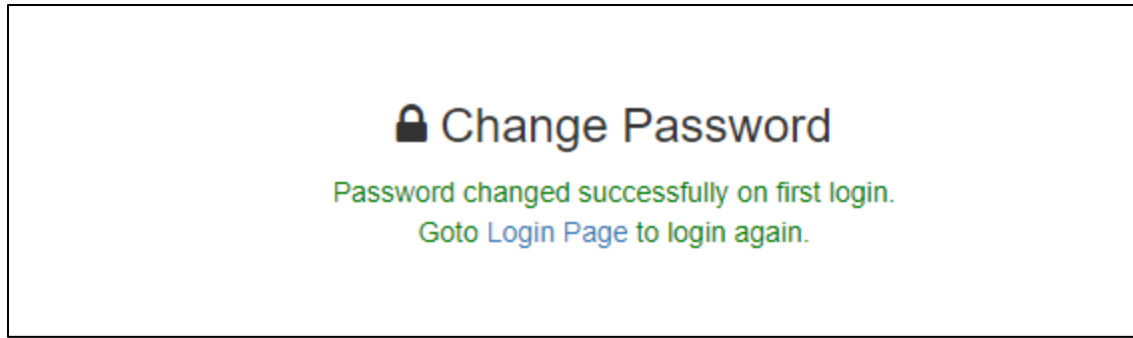 Change Password
Password changed successfully on first login.
Goto Login Page to login again.